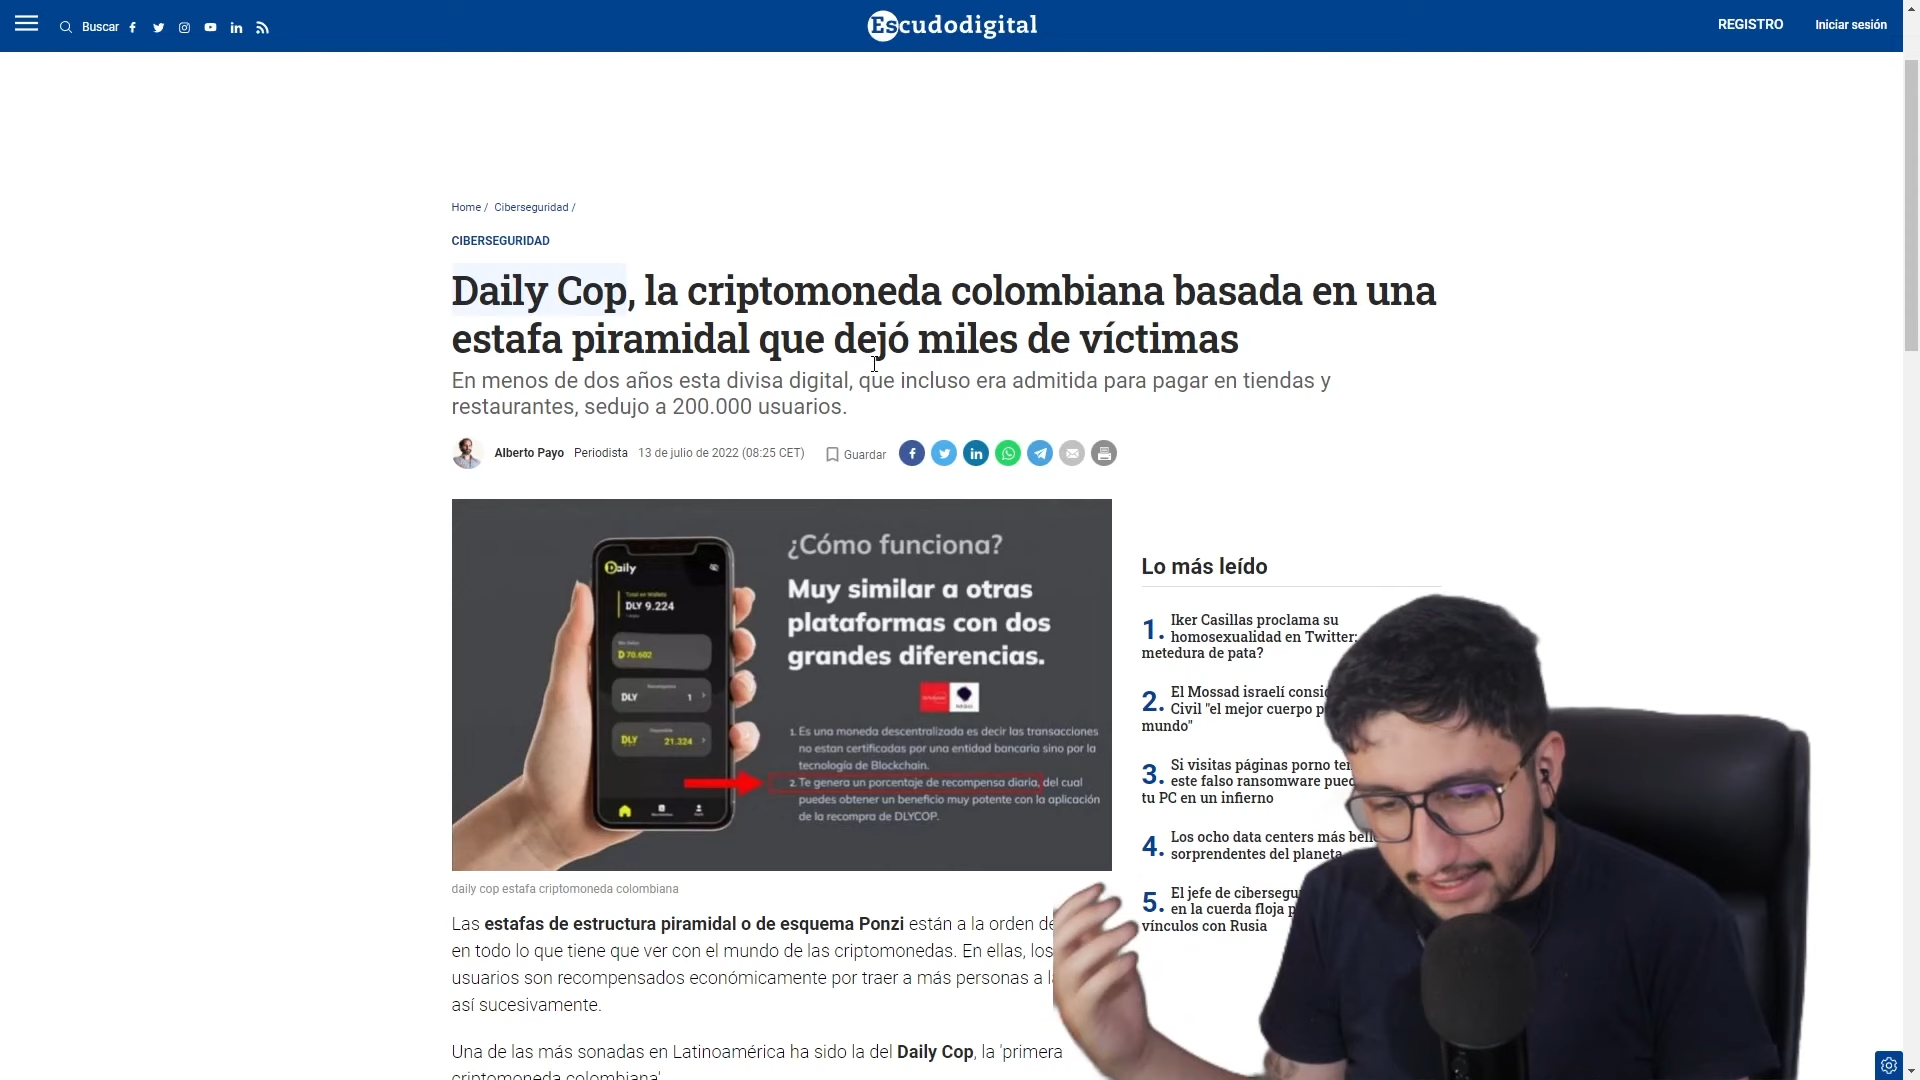 Buscar
Escudodigital
REGISTRO
Iniciar sesión
Home / Ciberseguridad /
CIBERSEGURIDAD
Daily Cop, la criptomoneda colombiana basada en una
estafa piramidal que dejó miles de víctimas
En menos de dos años esta divisa digital, que incluso era admitida para pagar en tiendas y
restaurantes, sedujo a 200.000 usuarios.
Alberto Payo Periodista 13 de julio de 2022 (08:25 CET)
Guardar
Daily
Total en Wallets
DLY 9.224
D 70.602
DLY 1
DLY 21.324
¿Cómo funciona?
Muy similar a otras
plataformas con dos
grandes diferencias.
1. Es una moneda descentralizada es decir las transacciones
no estan certificadas por una entidad bancaria sino por la
tecnología de Blockchain.
2. Te genera un porcentaje de recompensa diaria, del cual
puedes obtener un beneficio muy potente con la aplicación
de la recompra de DLYCOP.
daily cop estafa criptomoneda colombiana
Las estafas de estructura piramidal o de esquema Ponzi están a la orden de
en todo lo que tiene que ver con el mundo de las criptomonedas. En ellas, los
usuarios son recompensados económicamente por traer a más personas a l
así sucesivamente.
Una de las más sonadas en Latinoamérica ha sido la del Daily Cop, la 'primera
criptomoneda colombiana'.
Lo más leído
1. Iker Casillas proclama su
homosexualidad en Twitter:
metedura de pata?
2. El Mossad israelí consi
Civil "el mejor cuerpo p
mundo"
3. Si visitas páginas porno te
este falso ransomware pue
tu PC en un infierno
4. Los ocho data centers más bell
sorprendentes del planeta
5. El jefe de cibersegu
en la cuerda floja p
vínculos con Rusia